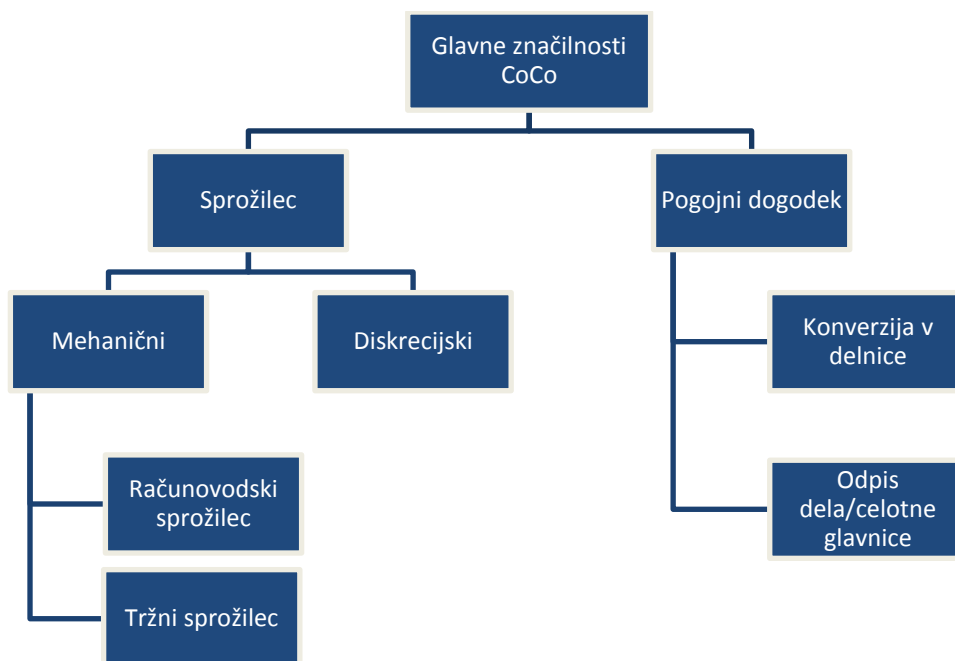 Glavne značilnosti
CoCo
Sprožilec
Pogojni dogodek
Mehanični
Diskrecijski
Konverzija v
delnice
Računovodski
sprožilec
Odpis
dela/celotne
glavnice
Tržni sprožilec